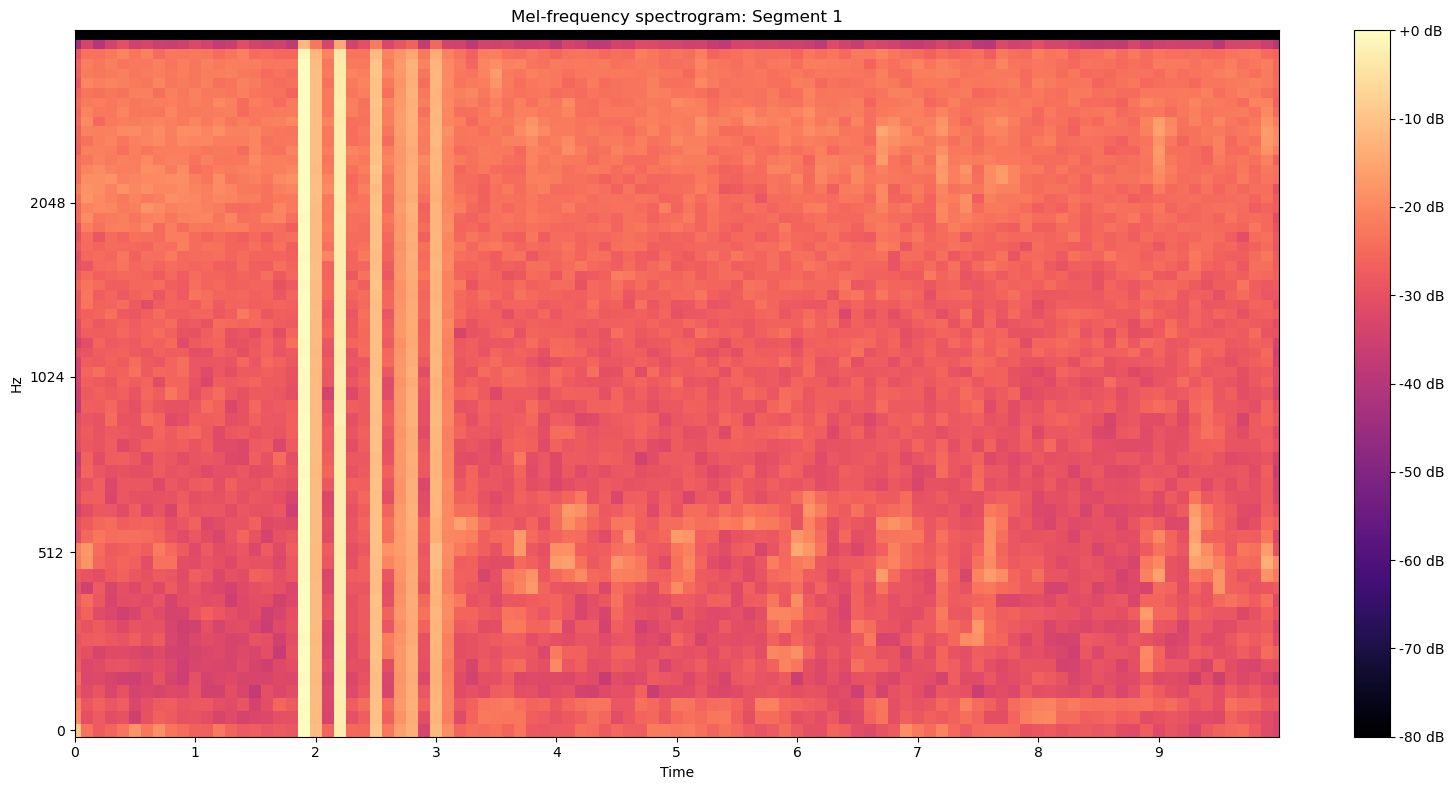 Mel-frequency spectrogram: Segment 1
Hz
2048
1024
512
0
0 1 2 3 4 5 6 7 8 9
Time
+0 dB
-10 dB
-20 dB
-30 dB
-40 dB
-50 dB
-60 dB
-70 dB
-80 dB